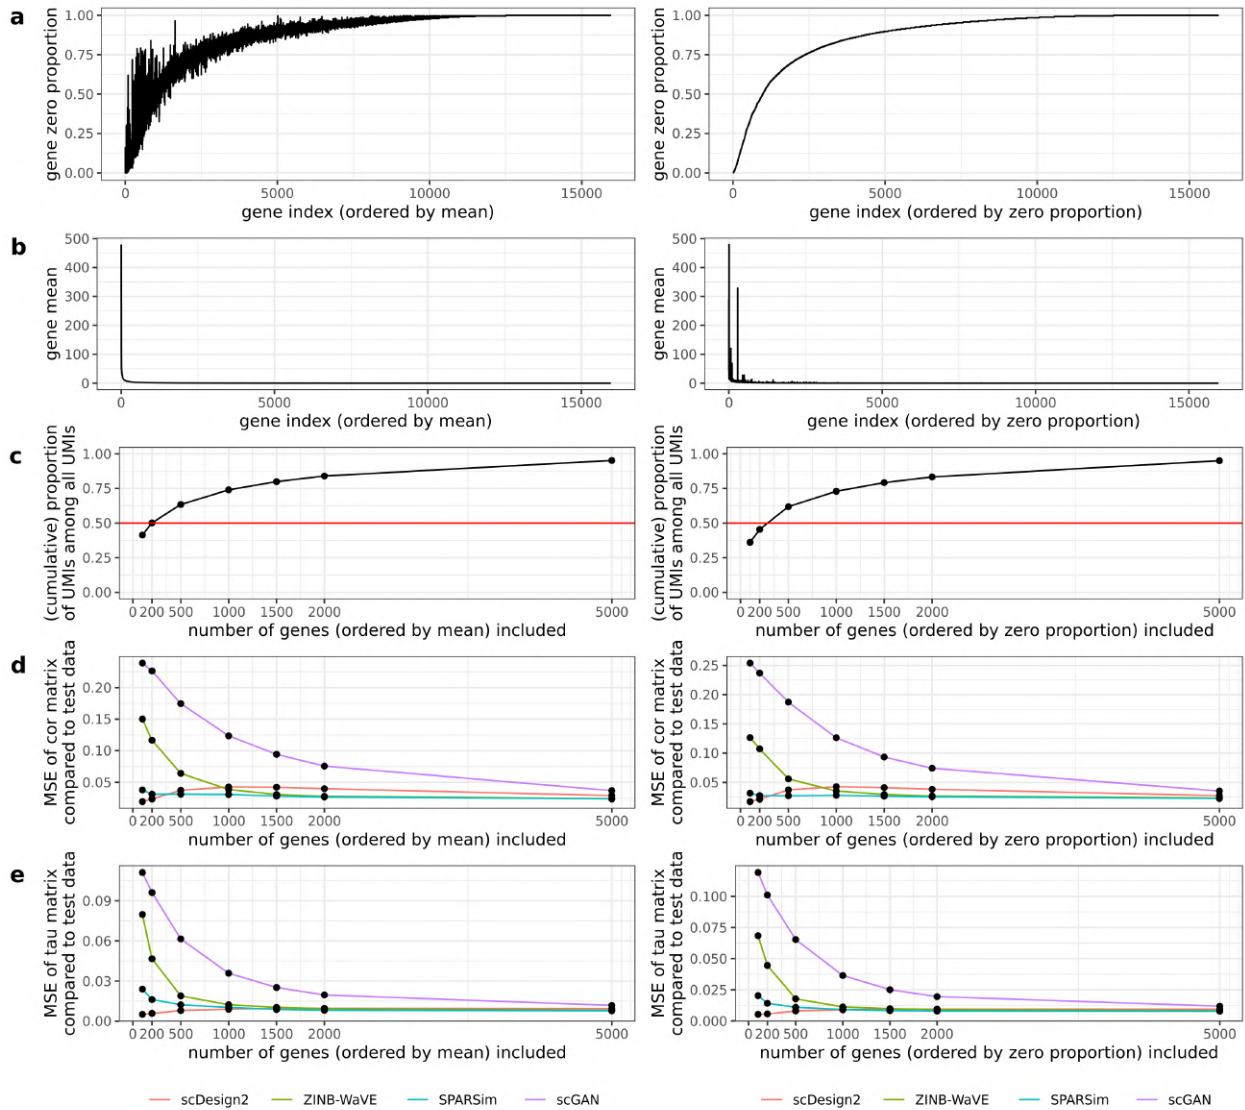 a
gene zero proportion
1.00
0.75
0.50
0.25
0.00
0
5000
10000
15000
gene index (ordered by mean)
gene zero proportion
1.00
0.75
0.50
0.25
0.00
0
5000
10000
15000
gene index (ordered by zero proportion)
b
gene mean
500
400
300
200
100
0
0
5000
10000
15000
gene index (ordered by mean)
gene mean
500
400
300
200
100
0
0
5000
10000
15000
gene index (ordered by zero proportion)
c
(cumulative) proportion
of UMIs among all UMIs
1.00
0.75
0.50
0.25
0.00
0 200 500 1000 1500 2000 5000
number of genes (ordered by mean) included
(cumulative) proportion
of UMIs among all UMIs
1.00
0.75
0.50
0.25
0.00
0 200 500 1000 1500 2000 5000
number of genes (ordered by zero proportion) included
d
MSE of cor matrix
compared to test data
0.20
0.15
0.10
0.05
0 200 500 1000 1500 2000 5000
number of genes (ordered by mean) included
MSE of cor matrix
compared to test data
0.25
0.20
0.15
0.10
0.05
0 200 500 1000 1500 2000 5000
number of genes (ordered by zero proportion) included
e
MSE of tau matrix
compared to test data
0.09
0.06
0.03
0.00
0 200 500 1000 1500 2000 5000
number of genes (ordered by mean) included
MSE of tau matrix
compared to test data
0.100
0.075
0.050
0.025
0.000
0 200 500 1000 1500 2000 5000
number of genes (ordered by zero proportion) included
scDesign2 ZINB-WaVE SPARSim scGAN
scDesign2 ZINB-WaVE SPARSim scGAN